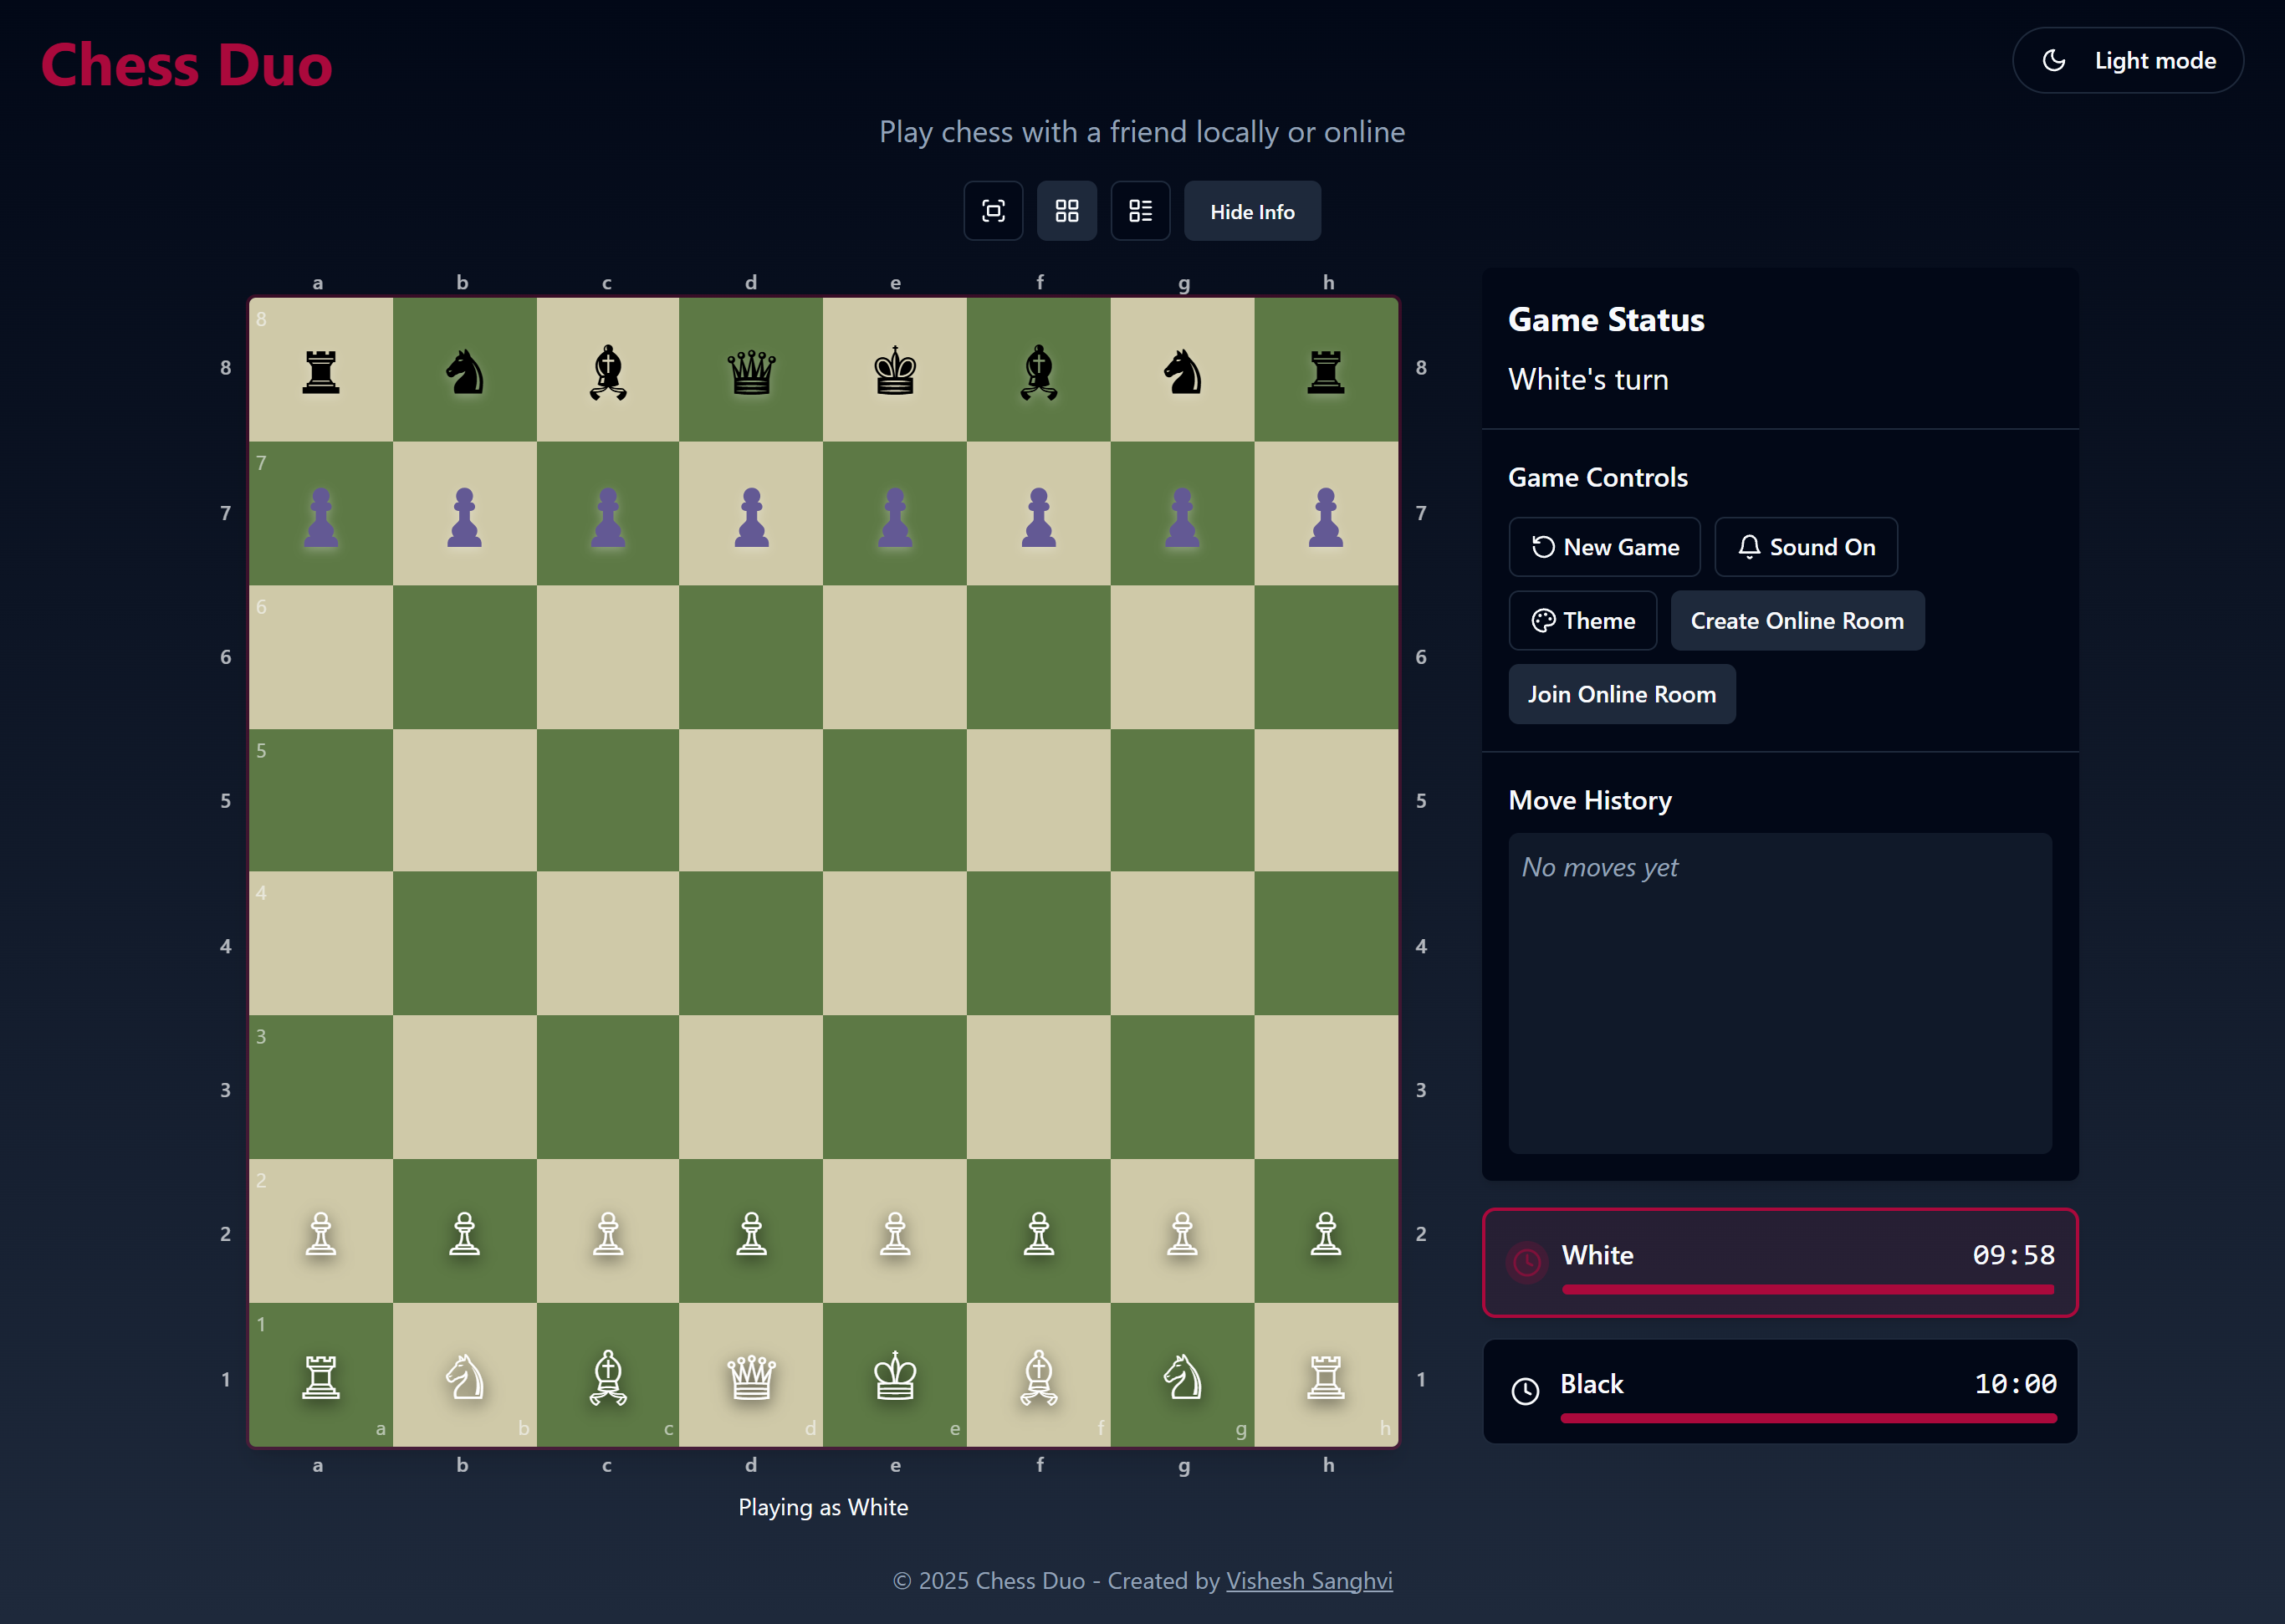 Chess Duo
Light mode
Play chess with a friend locally or online
Hide Info
a b c d e f g h
8 8 8
7 7 7
6 6 6
5 5 5
4 4 4
3 3 3
2 2 2
1 1 1
a b c d e f g h
a b c d e f g h
Playing as White
Game Status
White's turn
Game Controls
New Game
Sound On
Theme
Create Online Room
Join Online Room
Move History
No moves yet
White 09:58
Black 10:00
© 2025 Chess Duo - Created by Vishesh Sanghvi